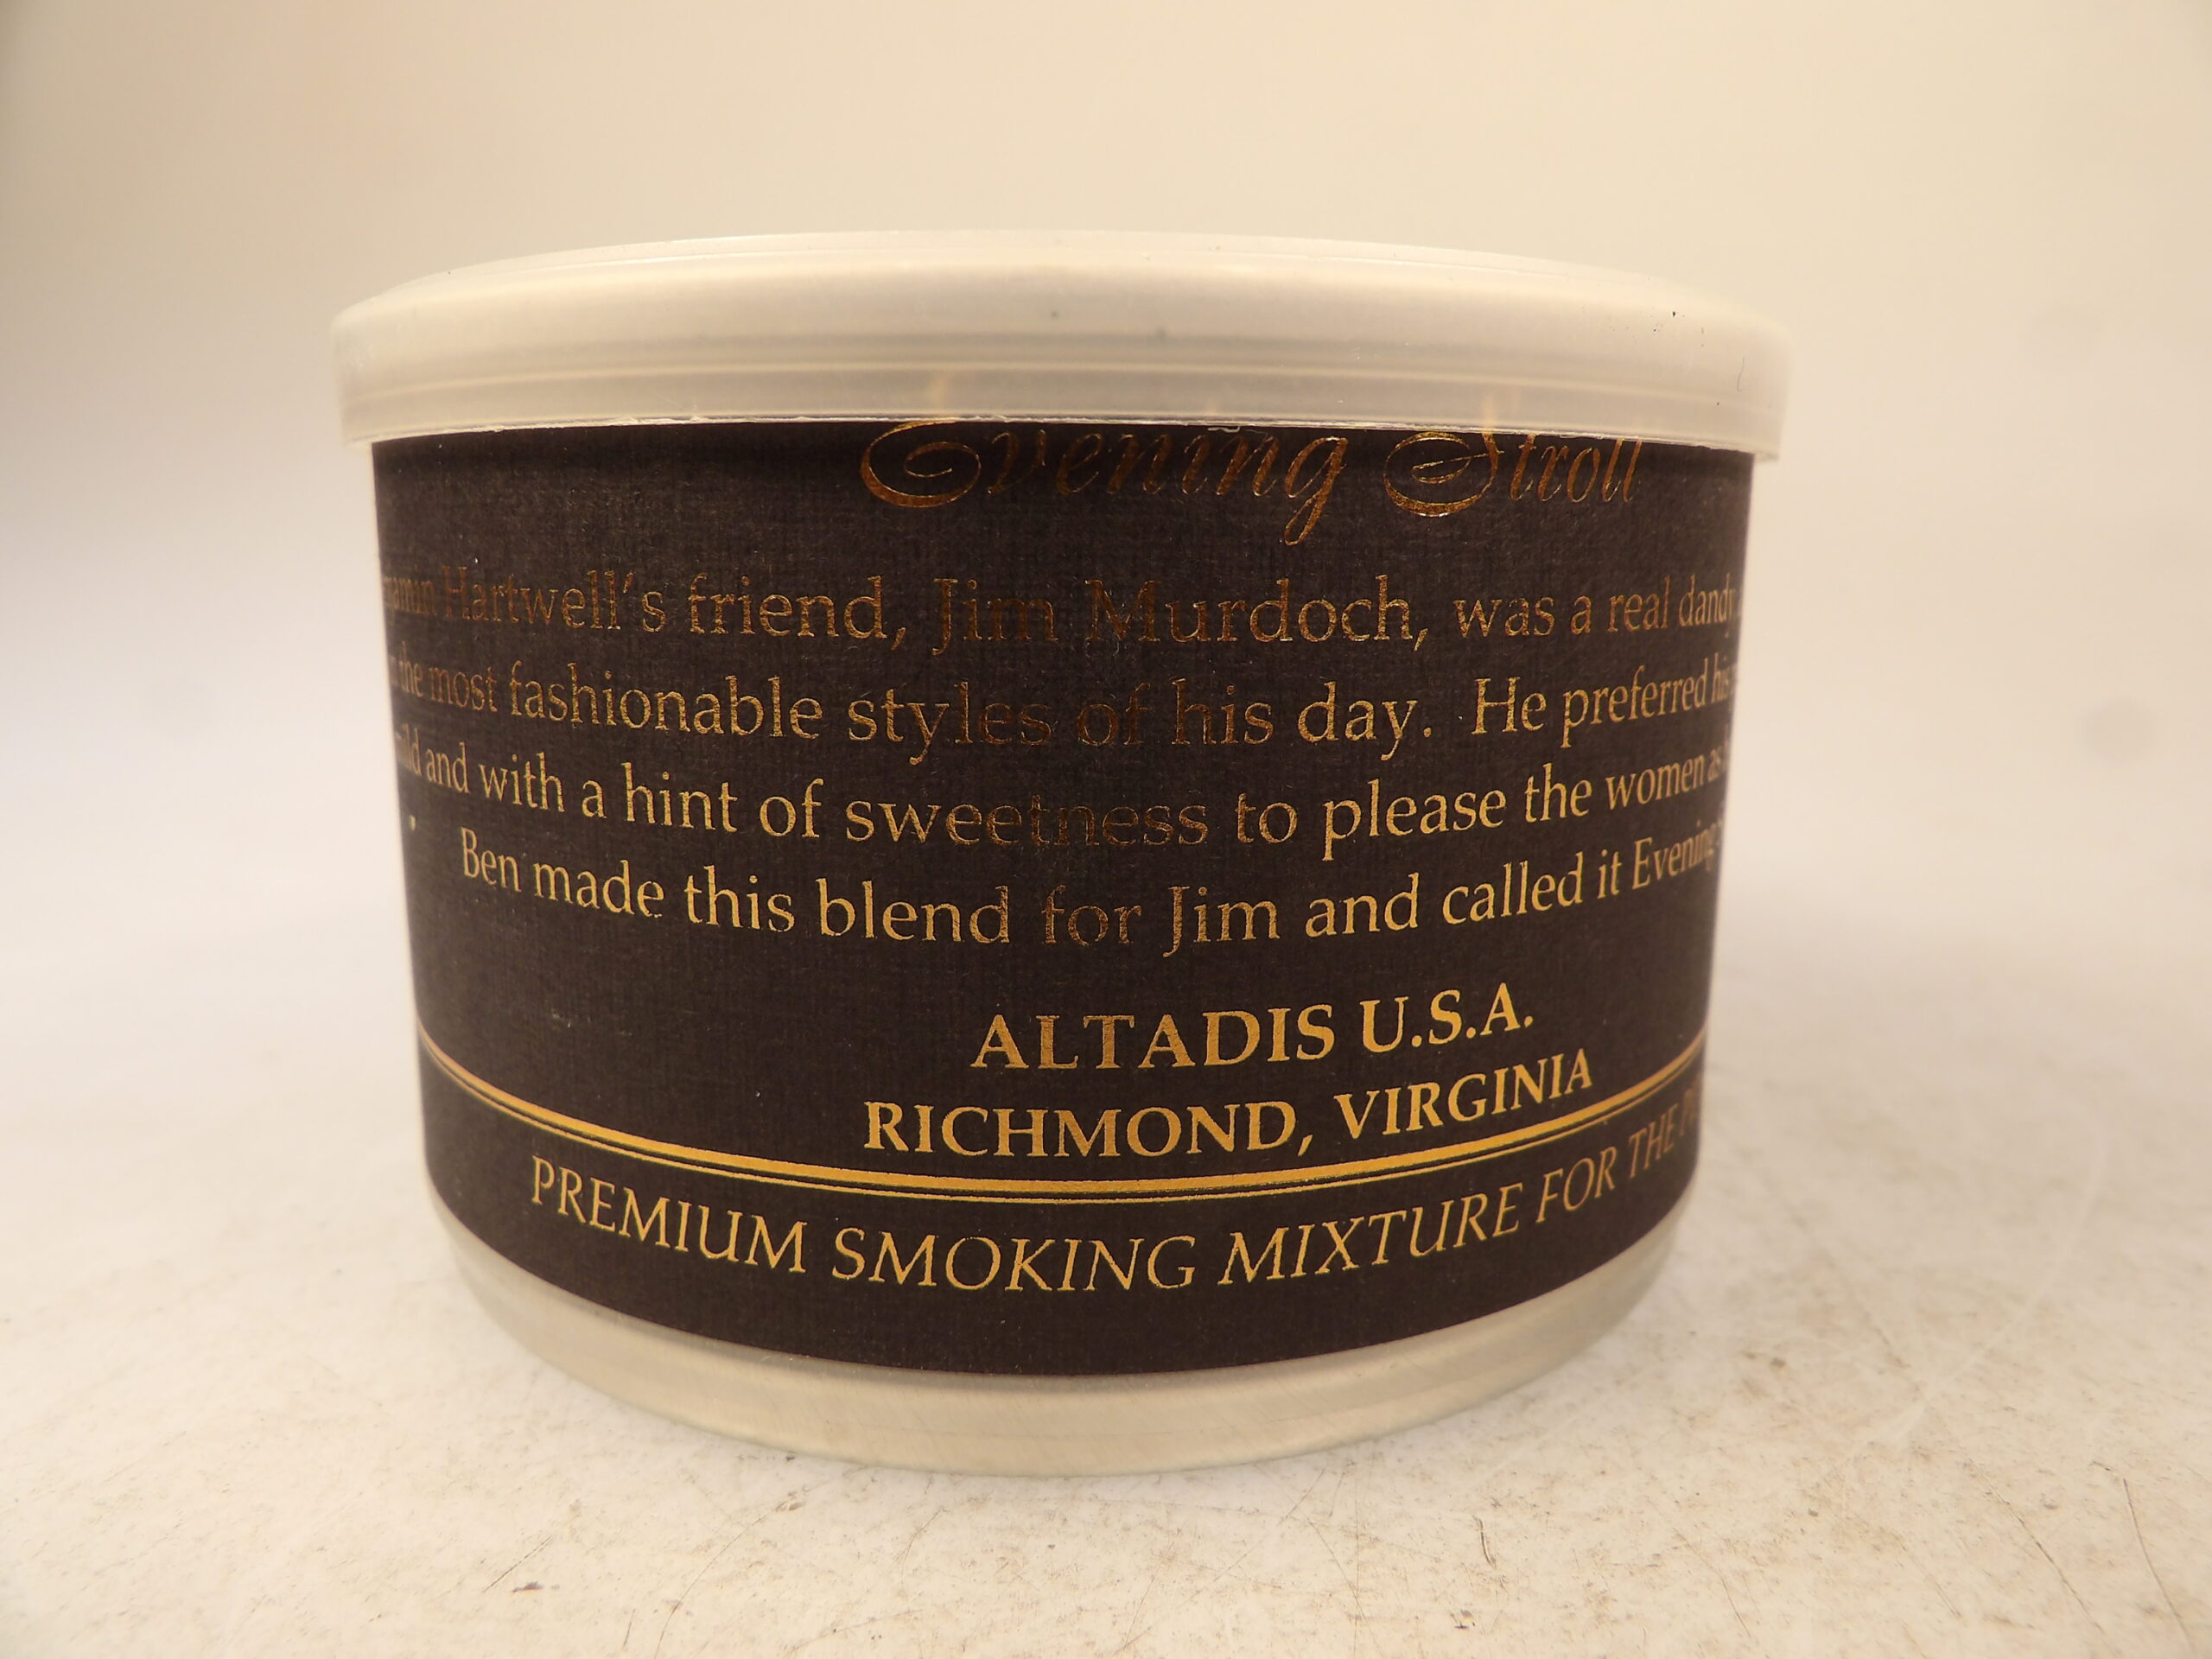 Evening Stroll
Hartwell's friend, Jim Murdoch, was a real dandy
the most fashionable styles of his day. He preferred his
and with a hint of sweetness to please the women as
Ben made this blend for Jim and called it Evening
ALTADIS U.S.A.
RICHMOND, VIRGINIA
PREMIUM SMOKING MIXTURE FOR THE